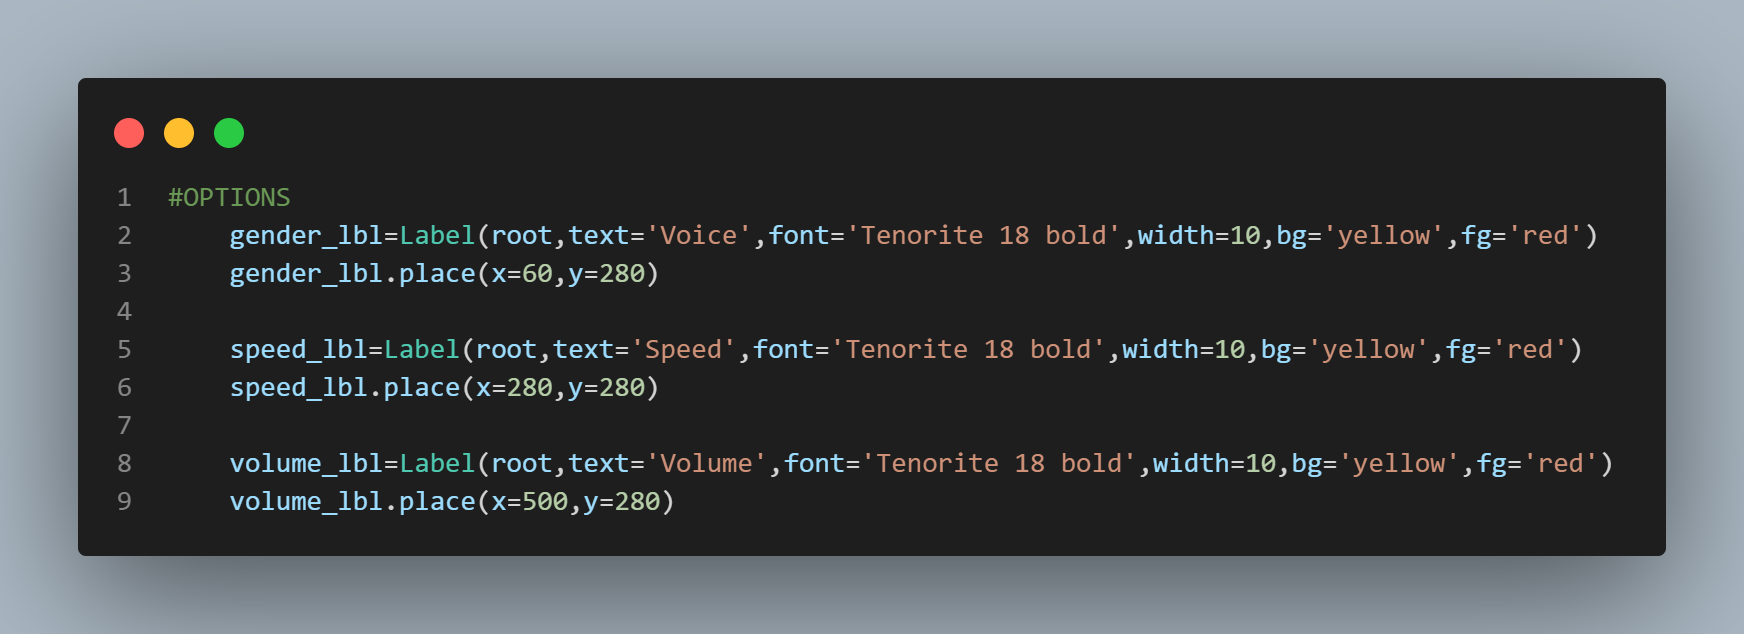 1 #OPTIONS
2     gender_lbl=Label(root,text='Voice',font='Tenorite 18 bold',width=10,bg='yellow',fg='red')
3     gender_lbl.place(x=60,y=280)
4
5     speed_lbl=Label(root,text='Speed',font='Tenorite 18 bold',width=10,bg='yellow',fg='red')
6     speed_lbl.place(x=280,y=280)
7
8     volume_lbl=Label(root,text='Volume',font='Tenorite 18 bold',width=10,bg='yellow',fg='red')
9     volume_lbl.place(x=500,y=280)